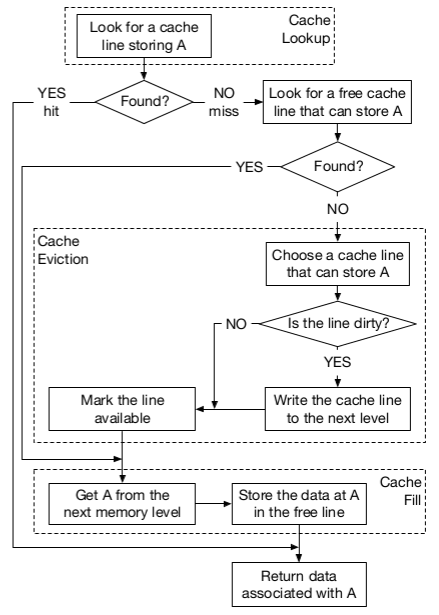 Cache
Lookup
Look for a cache
line storing A
YES
hit
Found?
NO
miss
Look for a free cache
line that can store A
YES
Found?
NO
Cache
Eviction
Choose a cache line
that can store A
NO
Is the line dirty?
YES
Mark the line
available
Write the cache line
to the next level
Cache
Fill
Get A from the
next memory level
Store the data at A
in the free line
Return data
associated with A